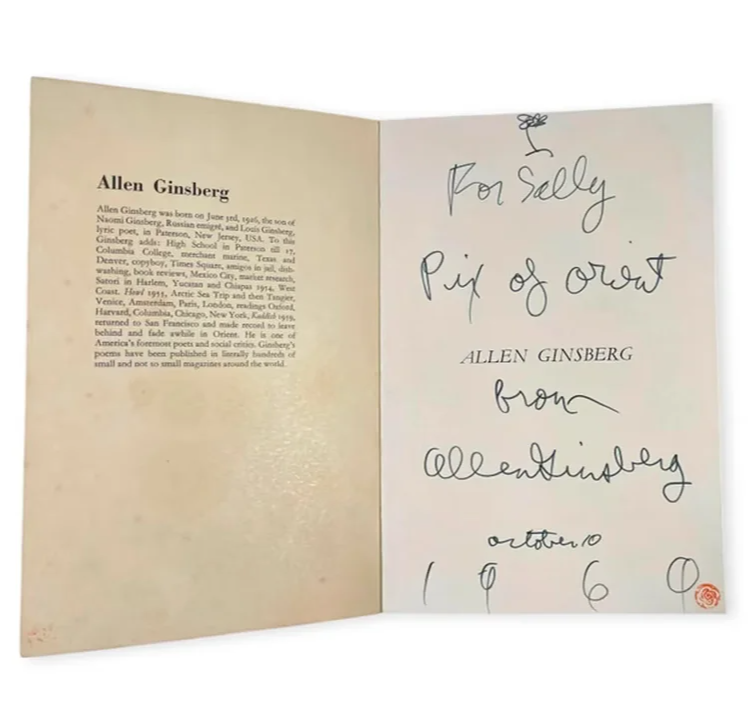 Allen Ginsberg
Allen Ginsberg was born on June 3rd, 1926, the son of
Naomi Ginsberg, Russian emigré, and Louis Ginsberg,
lyric poet, in Paterson, New Jersey, USA. To this
Ginsberg adds: High School in Paterson till 17,
Columbia College, merchant marine, Texas and
Denver, copyboy, Times Square, amigos in jail, dish-
washing, book reviews, Mexico City, market research,
Satori in Harlem, Yucatan and Chiapas 1954, West
Coast. Howl 1955, Arctic Sea Trip and then Tangier,
Venice, Amsterdam, Paris, London, readings Oxford,
Harvard, Columbia, Chicago, New York, Kaddish 1959,
returned to San Francisco and made record to leave
behind and fade awhile in Orient. He is one of
America's foremost poets and social critics. Ginsberg's
poems have been published in literally hundreds of
small and not so small magazines around the world.
For Sally
Pix of orient
ALLEN GINSBERG
from
Allen Ginsberg
october 10
1969